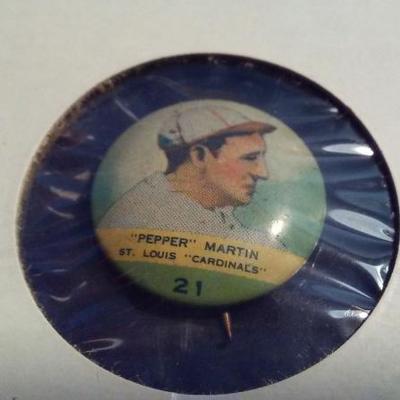 "PEPPER" MARTIN
ST. LOUIS "CARDINALS"
21